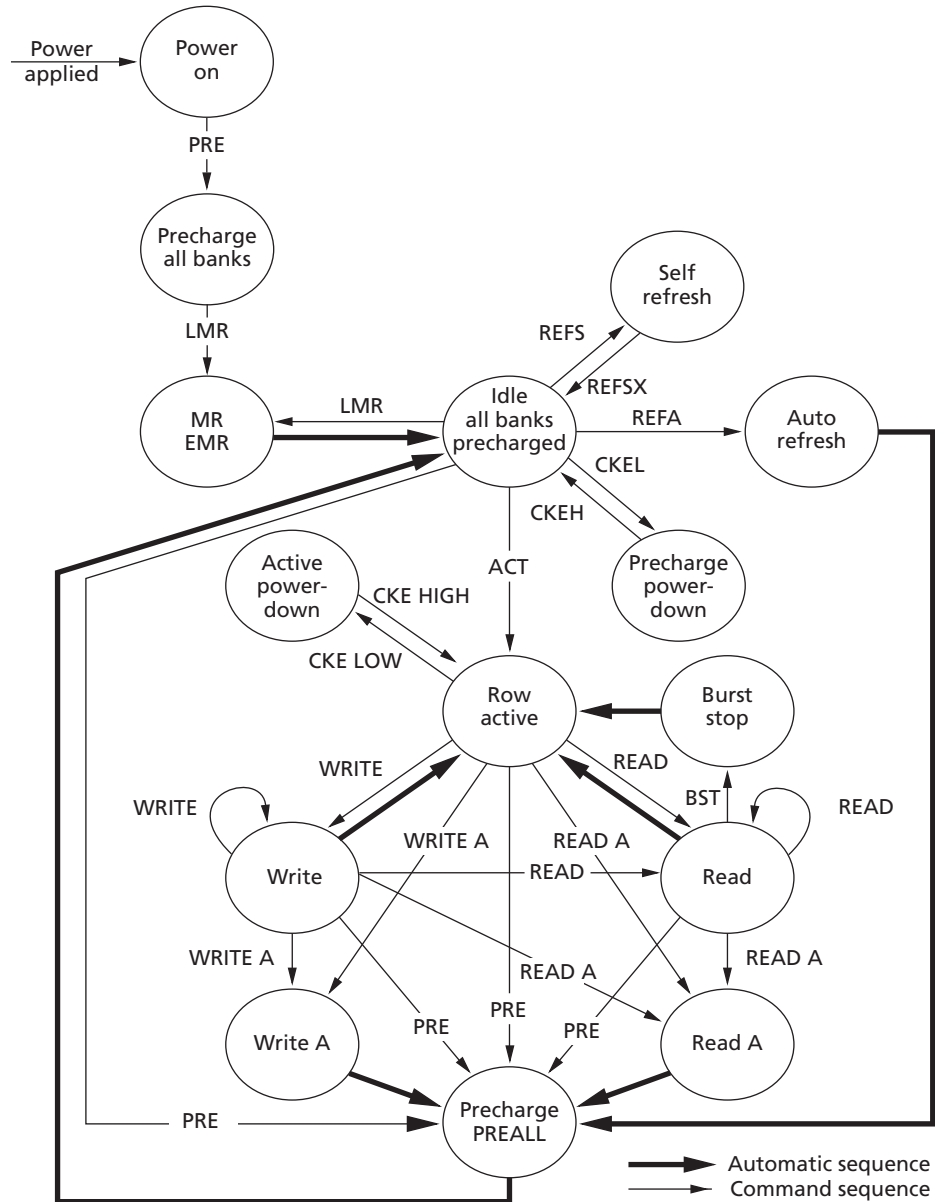 Power
applied
Power
on
PRE
Precharge
all banks
LMR
Self
refresh
REFS
REFSX
MR
EMR
LMR
Idle
all banks
precharged
REFA
Auto
refresh
CKEL
CKEH
Precharge
power-
down
ACT
Active
power-
down
CKE HIGH
CKE LOW
Row
active
Burst
stop
WRITE
READ
BST
WRITE
READ
WRITE A
READ A
Write
READ
Read
WRITE A
READ A
READ A
PRE
PRE
PRE
Write A
Read A
PRE
Precharge
PREALL
Automatic sequence
Command sequence